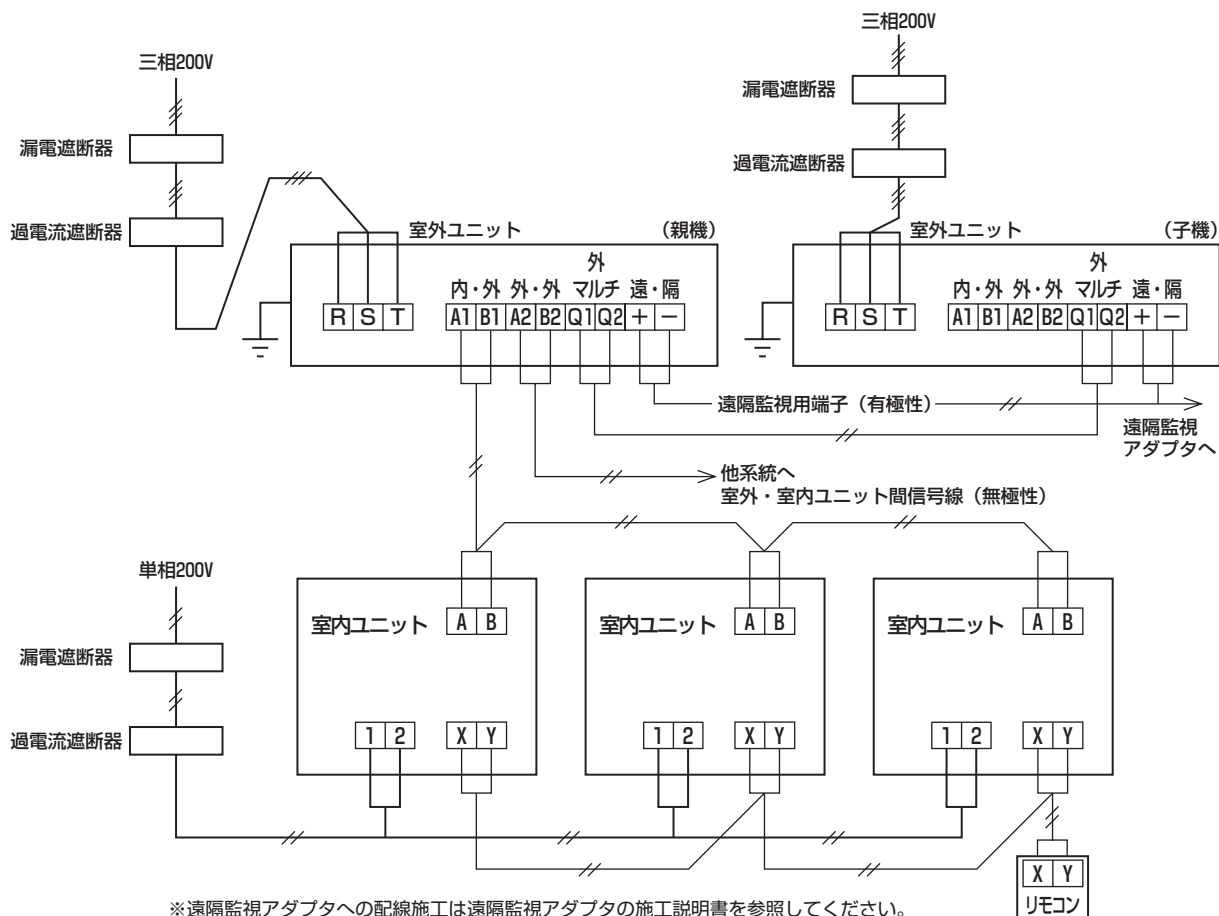 三相200V
漏電遮断器
過電流遮断器
三相200V
漏電遮断器
過電流遮断器
室外ユニット (親機)
外
内・外 外・外 マルチ 遠・隔
R S T A1 B1 A2 B2 Q1 Q2 + −
室外ユニット (子機)
外
内・外 外・外 マルチ 遠・隔
R S T A1 B1 A2 B2 Q1 Q2 + −
遠隔監視用端子(有極性)
遠隔監視
アダプタへ
他系統へ
室外・室内ユニット間信号線(無極性)
単相200V
漏電遮断器
過電流遮断器
室内ユニット A B
1 2 X Y
室内ユニット A B
1 2 X Y
室内ユニット A B
1 2 X Y
X Y
リモコン
※遠隔監視アダプタへの配線施工は遠隔監視アダプタの施工説明書を参照してください。